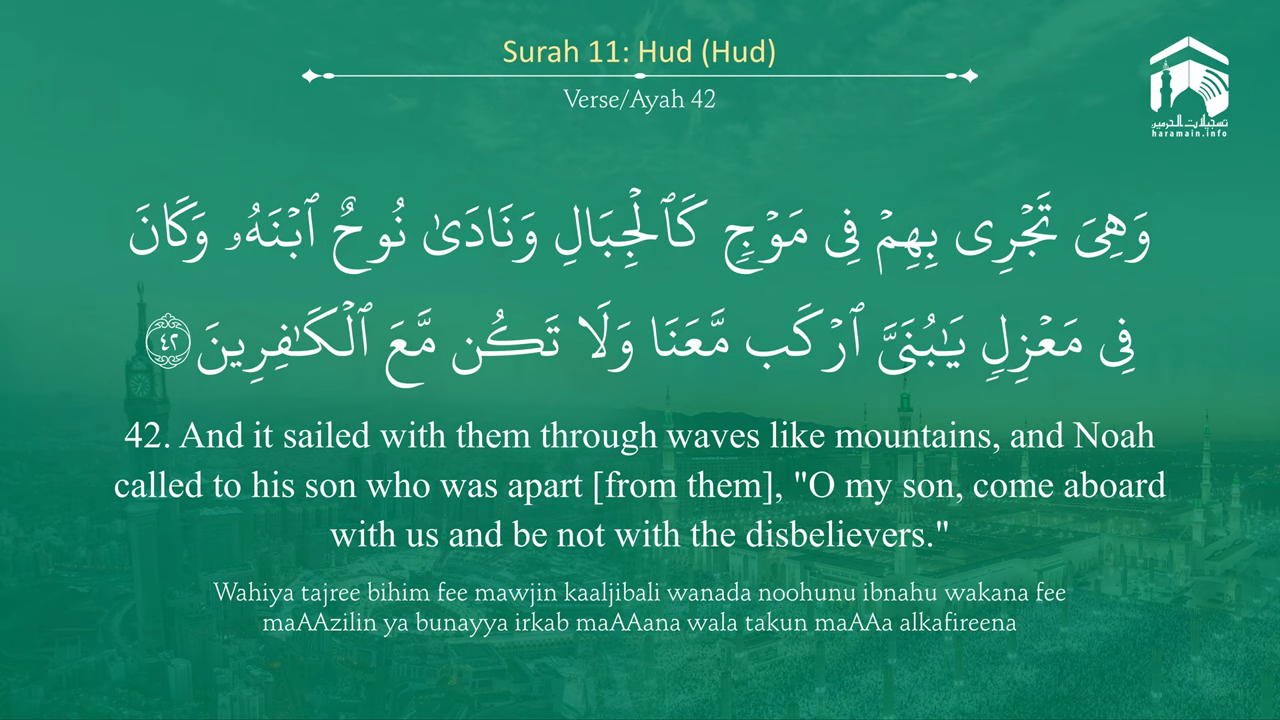 Surah 11: Hud (Hud)
Verse/Ayah 42
تسجيلات الحرمين
haramain.info
وَهِىَ تَجْرِى بِهِمْ فِى مَوْجٍ كَٱلْجِبَالِ وَنَادَىٰ نُوحٌ ٱبْنَهُۥ وَكَانَ
فِى مَعْزِلٍ يَـٰبُنَىَّ ٱرْكَب مَّعَنَا وَلَا تَكُن مَّعَ ٱلْكَـٰفِرِينَ ٤٢
42. And it sailed with them through waves like mountains, and Noah
called to his son who was apart [from them], "O my son, come aboard
with us and be not with the disbelievers."
Wahiya tajree bihim fee mawjin kaaljibali wanada noohunu ibnahu wakana fee
maAAzilin ya bunayya irkab maAAana wala takun maAAa alkafireena